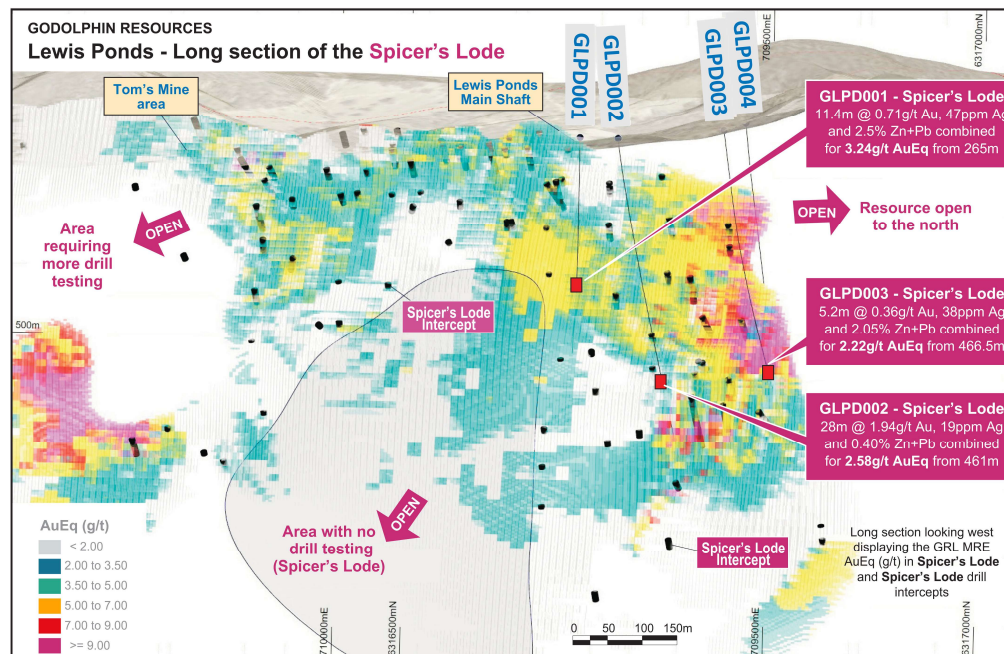 GODOLPHIN RESOURCES
Lewis Ponds - Long section of the Spicer's Lode
Tom's Mine
area
Lewis Ponds
Main Shaft
GLPD001
GLPD002
GLPD003
GLPD004
709500mE
6317000mN
GLPD001 - Spicer's Lode
11.4m @ 0.71g/t Au, 47ppm Ag
and 2.5% Zn+Pb combined
for 3.24g/t AuEq from 265m
OPEN
Resource open
to the north
OPEN
Area
requiring
more drill
testing
Spicer's Lode
Intercept
500m
GLPD003 - Spicer's Lode
5.2m @ 0.36g/t Au, 38ppm Ag
and 2.05% Zn+Pb combined
for 2.22g/t AuEq from 466.5m
GLPD002 - Spicer's Lode
28m @ 1.94g/t Au, 19ppm Ag
and 0.40% Zn+Pb combined
for 2.58g/t AuEq from 461m
OPEN
Area with no
drill testing
(Spicer's Lode)
Spicer's Lode
Intercept
Long section looking west
displaying the GRL MRE
AuEq (g/t) in Spicer's Lode
and Spicer's Lode drill
intercepts
AuEq (g/t)
< 2.00
2.00 to 3.50
3.50 to 5.00
5.00 to 7.00
7.00 to 9.00
>= 9.00
710000mE
6316500mN
0 50 100 150m
709500mE
6317000mN